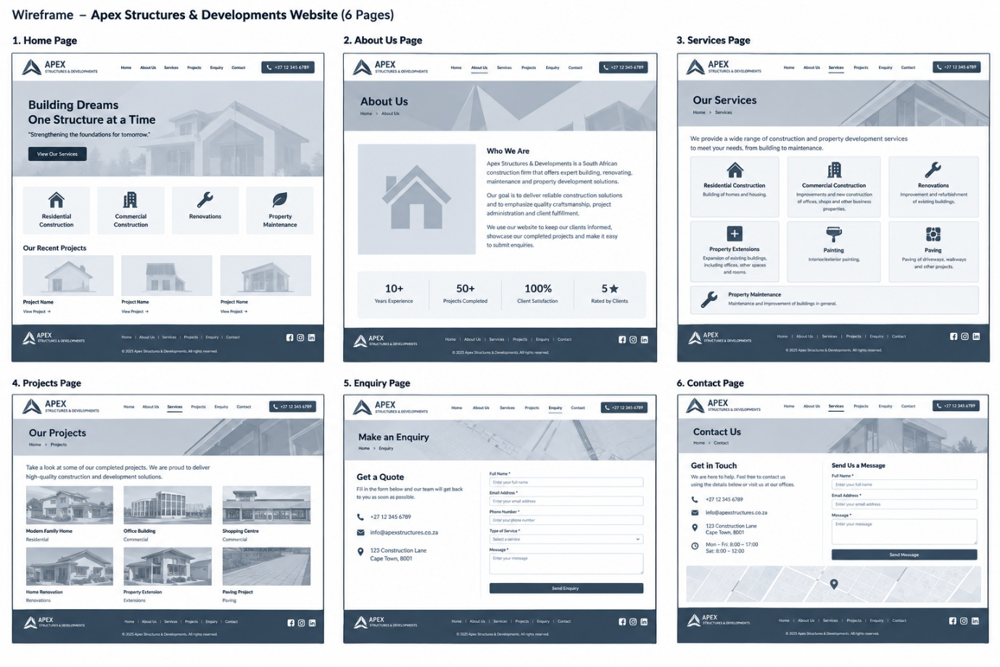 Wireframe – Apex Structures & Developments Website (6 Pages)
1. Home Page
APEX
STRUCTURES & DEVELOPMENTS
Home About Us Services Projects Enquiry Contact
+27 12 345 6789
Building Dreams
One Structure at a Time
"Strengthening the foundations for tomorrow."
View Our Services
Residential
Construction
Commercial
Construction
Renovations
Property
Maintenance
Our Recent Projects
Project Name
View Project →
Project Name
View Project →
Project Name
View Project →
APEX
STRUCTURES & DEVELOPMENTS
Home | About Us | Services | Projects | Enquiry | Contact
© 2025 Apex Structures & Developments. All rights reserved.
2. About Us Page
APEX
STRUCTURES & DEVELOPMENTS
Home About Us Services Projects Enquiry Contact
+27 12 345 6789
About Us
Home > About Us
Who We Are
Apex Structures & Developments is a South African
construction firm that offers expert building, renovating,
maintenance and property development solutions.
Our goal is to deliver reliable construction solutions
and to emphasize quality craftsmanship, project
administration and client fulfillment.
We use our website to keep our clients informed,
showcase our completed projects and make it easy
to submit enquiries.
10+
Years Experience
50+
Projects Completed
100%
Client Satisfaction
5★
Rated by Clients
APEX
STRUCTURES & DEVELOPMENTS
Home | About Us | Services | Projects | Enquiry | Contact
© 2025 Apex Structures & Developments. All rights reserved.
3. Services Page
APEX
STRUCTURES & DEVELOPMENTS
Home About Us Services Projects Enquiry Contact
+27 12 345 6789
Our Services
Home > Services
We provide a wide range of construction and property development services
to meet your needs, from building to maintenance.
Residential Construction
Building of homes and housing.
Commercial Construction
Improvements and new construction
of offices, shops and other business
properties.
Renovations
Improvement and refurbishment
of existing buildings.
Property Extensions
Expansion of existing buildings,
including offices, other spaces
and rooms.
Painting
Interior/exterior painting.
Paving
Paving of driveways, walkways
and other projects.
Property Maintenance
Maintenance and improvement of buildings in general.
APEX
STRUCTURES & DEVELOPMENTS
Home | About Us | Services | Projects | Enquiry | Contact
© 2025 Apex Structures & Developments. All rights reserved.
4. Projects Page
APEX
STRUCTURES & DEVELOPMENTS
Home About Us Services Projects Enquiry Contact
+27 12 345 6789
Our Projects
Home > Projects
Take a look at some of our completed projects. We are proud to deliver
high-quality construction and development solutions.
Modern Family Home
Residential
Office Building
Commercial
Shopping Centre
Commercial
Home Renovation
Renovations
Property Extension
Extensions
Paving Project
Paving
APEX
STRUCTURES & DEVELOPMENTS
Home | About Us | Services | Projects | Enquiry | Contact
© 2025 Apex Structures & Developments. All rights reserved.
5. Enquiry Page
APEX
STRUCTURES & DEVELOPMENTS
Home About Us Services Projects Enquiry Contact
+27 12 345 6789
Make an Enquiry
Home > Enquiry
Get a Quote
Fill in the form below and our team will get back
to you as soon as possible.
+27 12 345 6789
info@apexstructures.co.za
123 Construction Lane
Cape Town, 8001
Full Name *
Enter your full name
Email Address *
Enter your email address
Phone Number *
Enter your phone number
Type of Service *
Select a service
Message *
Enter your message
Send Enquiry
APEX
STRUCTURES & DEVELOPMENTS
Home | About Us | Services | Projects | Enquiry | Contact
© 2025 Apex Structures & Developments. All rights reserved.
6. Contact Page
APEX
STRUCTURES & DEVELOPMENTS
Home About Us Services Projects Enquiry Contact
+27 12 345 6789
Contact Us
Home > Contact
Get in Touch
We are here to help. Feel free to contact us
using the details below or visit us at our offices.
+27 12 345 6789
info@apexstructures.co.za
123 Construction Lane
Cape Town, 8001
Mon – Fri: 8:00 – 17:00
Sat: 8:00 – 12:00
Send Us a Message
Full Name *
Enter your full name
Email Address *
Enter your email address
Message *
Enter your message
Send Message
APEX
STRUCTURES & DEVELOPMENTS
Home | About Us | Services | Projects | Enquiry | Contact
© 2025 Apex Structures & Developments. All rights reserved.